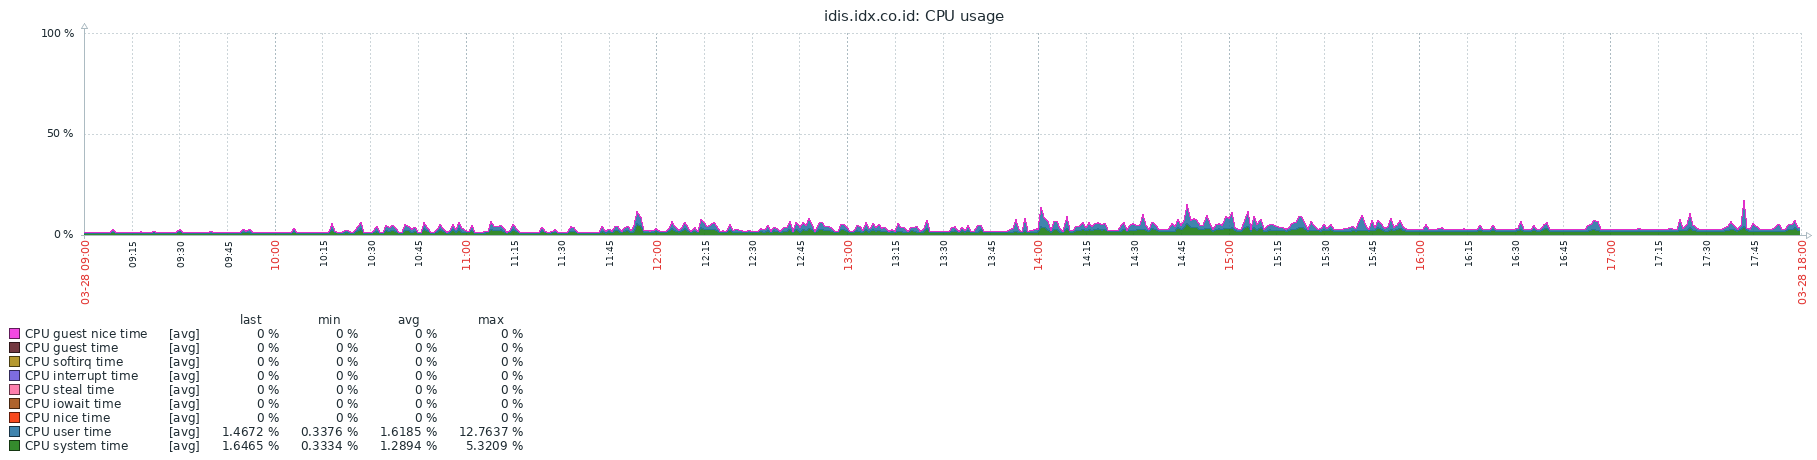 idis.idx.co.id: CPU usage
100 %
50 %
0 %
03-28 09:00 09:15 09:30 09:45 10:00 10:15 10:30 10:45 11:00 11:15 11:30 11:45 12:00 12:15 12:30 12:45 13:00 13:15 13:30 13:45 14:00 14:15 14:30 14:45 15:00 15:15 15:30 15:45 16:00 16:15 16:30 16:45 17:00 17:15 17:30 17:45 03-28 18:00
last min avg max
CPU guest nice time [avg] 0 % 0 % 0 % 0 %
CPU guest time [avg] 0 % 0 % 0 % 0 %
CPU softirq time [avg] 0 % 0 % 0 % 0 %
CPU interrupt time [avg] 0 % 0 % 0 % 0 %
CPU steal time [avg] 0 % 0 % 0 % 0 %
CPU iowait time [avg] 0 % 0 % 0 % 0 %
CPU nice time [avg] 0 % 0 % 0 % 0 %
CPU user time [avg] 1.4672 % 0.3376 % 1.6185 % 12.7637 %
CPU system time [avg] 1.6465 % 0.3334 % 1.2894 % 5.3209 %